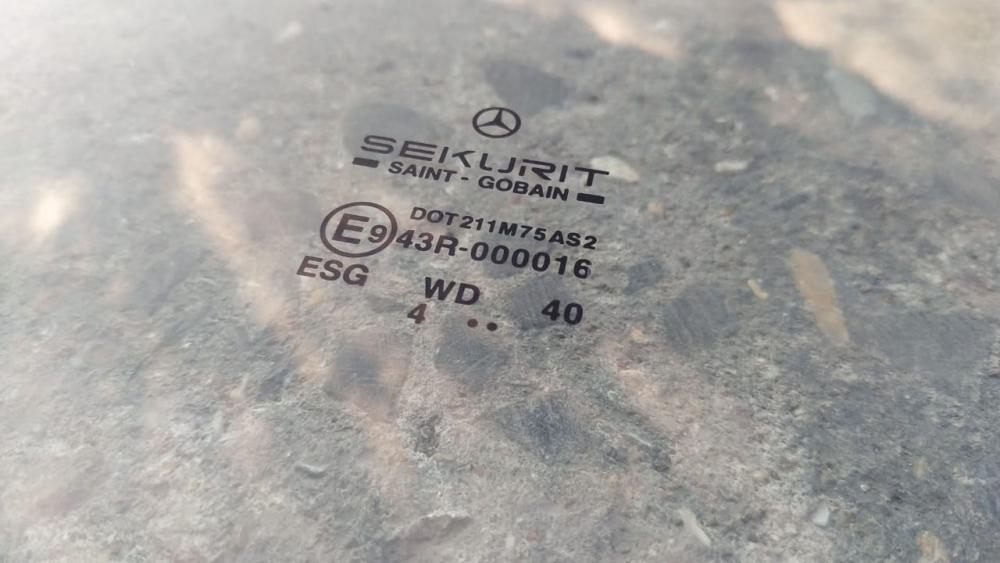 SEKURIT
SAINT - GOBAIN
DOT211M75AS2
E9 43R-000016
ESG WD 40
4 ..